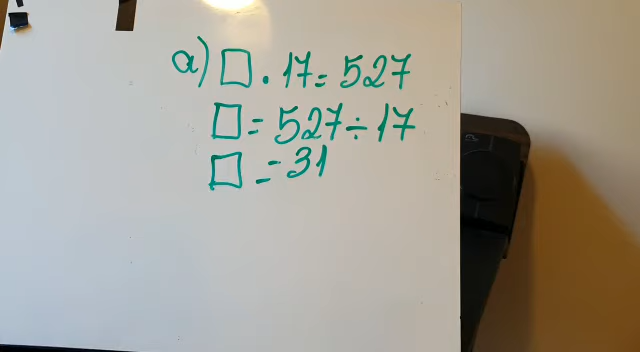 a) □ · 17 = 527
□ = 527 ÷ 17
□ = 31